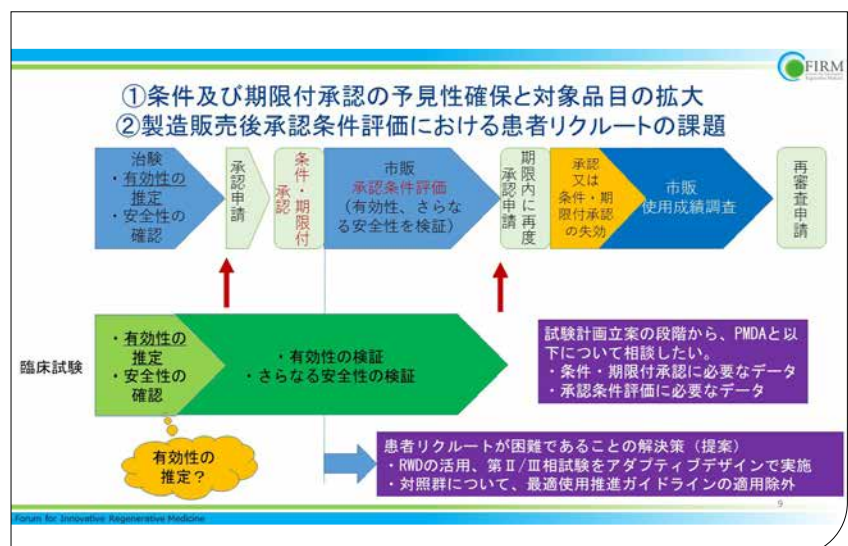 FIRM
①条件及び期限付承認の予見性確保と対象品目の拡大
②製造販売後承認条件評価における患者リクルートの課題
治験
・有効性の
推定
・安全性の
確認
承認申請
条件・期限付
承認
市販
承認条件評価
(有効性、さらな
る安全性を検証)
期限内に再度
承認申請
承認
又は
条件・期
限付承認
の失効
市販
使用成績調査
再審査申請
臨床試験
・有効性の
推定
・安全性の
確認
・有効性の検証
・さらなる安全性の検証
試験計画立案の段階から、PMDAと以
下について相談したい。
・条件・期限付承認に必要なデータ
・承認条件評価に必要なデータ
有効性の
推定?
患者リクルートが困難であることの解決策(提案)
・RWDの活用、第Ⅱ/Ⅲ相試験をアダプティブデザインで実施
・対照群について、最適使用推進ガイドラインの適用除外
9
Forum for Innovative Regenerative Medicine